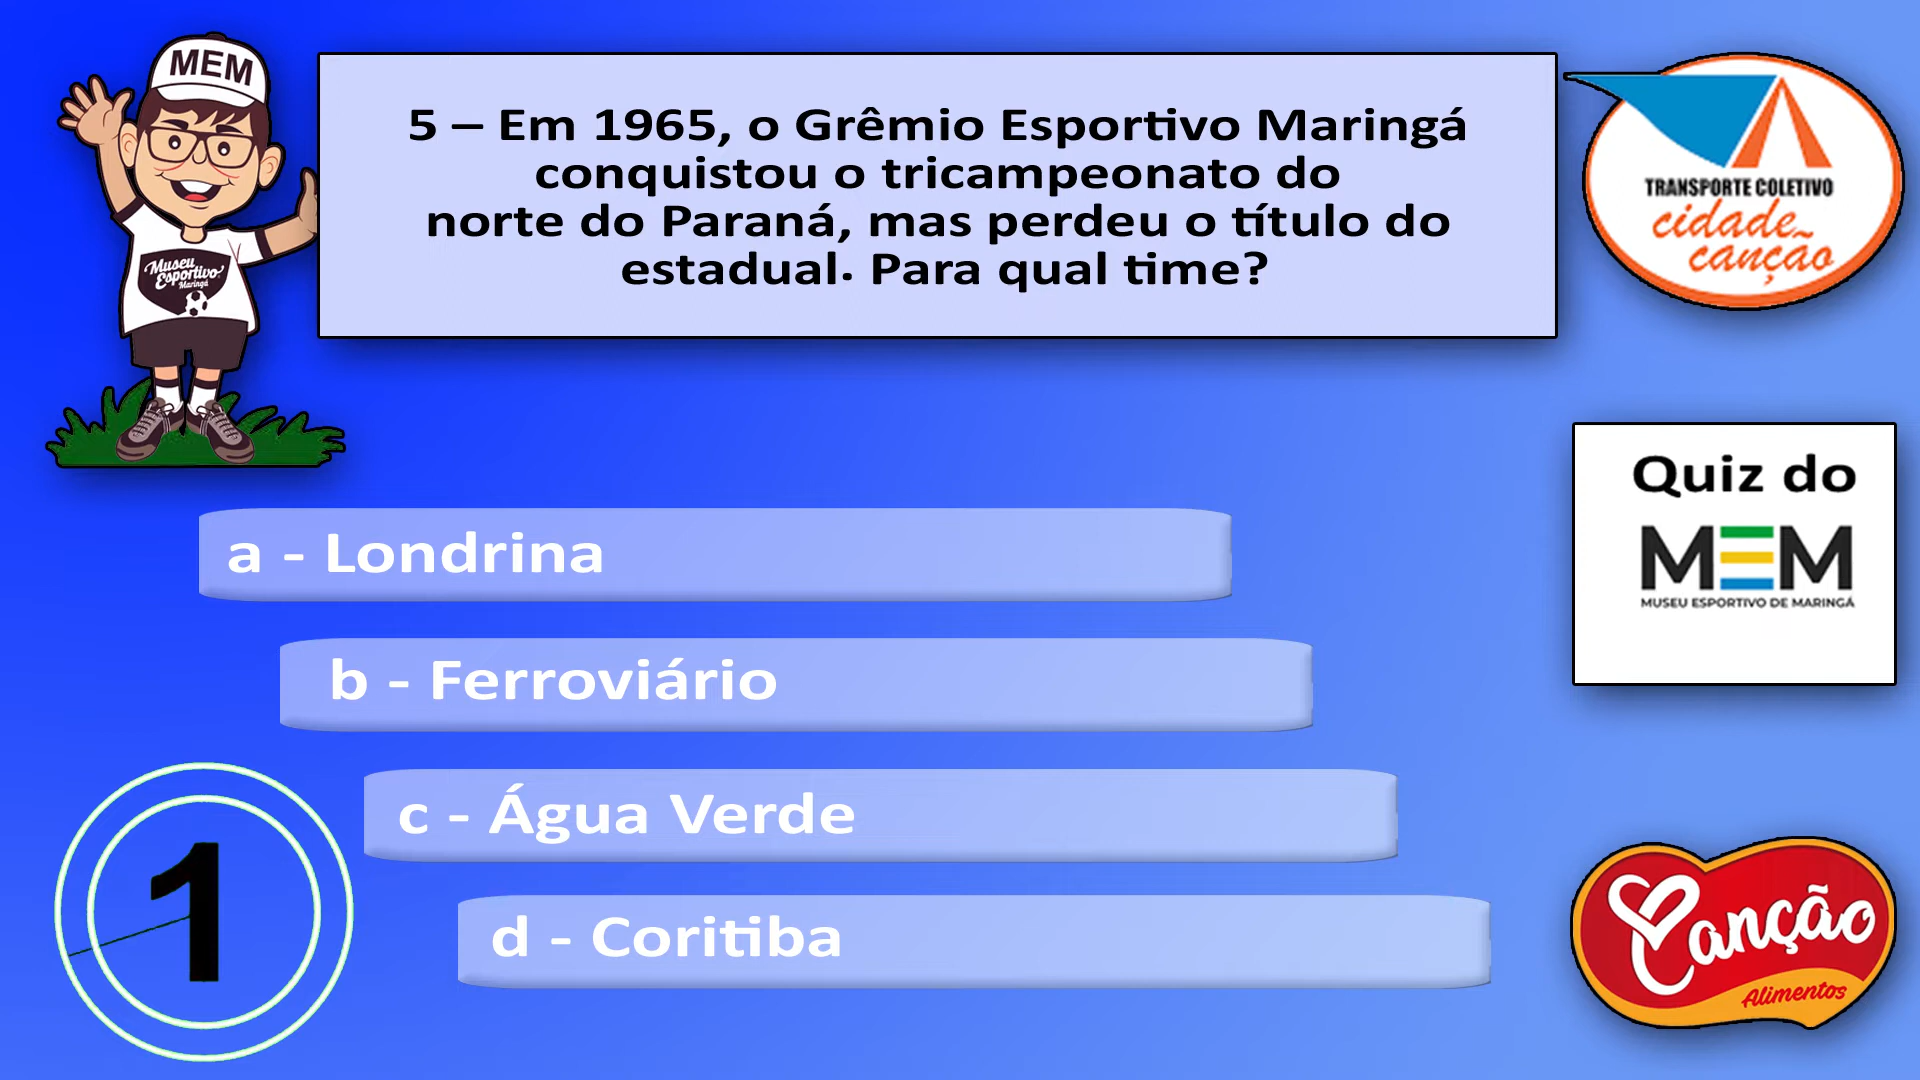 MEM
Museu
Esportivo
Maringá
5 – Em 1965, o Grêmio Esportivo Maringá
conquistou o tricampeonato do
norte do Paraná, mas perdeu o título do
estadual. Para qual time?
TRANSPORTE COLETIVO
cidade
canção
Quiz do
MEM
MUSEU ESPORTIVO DE MARINGÁ
a - Londrina
b - Ferroviário
c - Água Verde
d - Coritiba
1
Canção
Alimentos